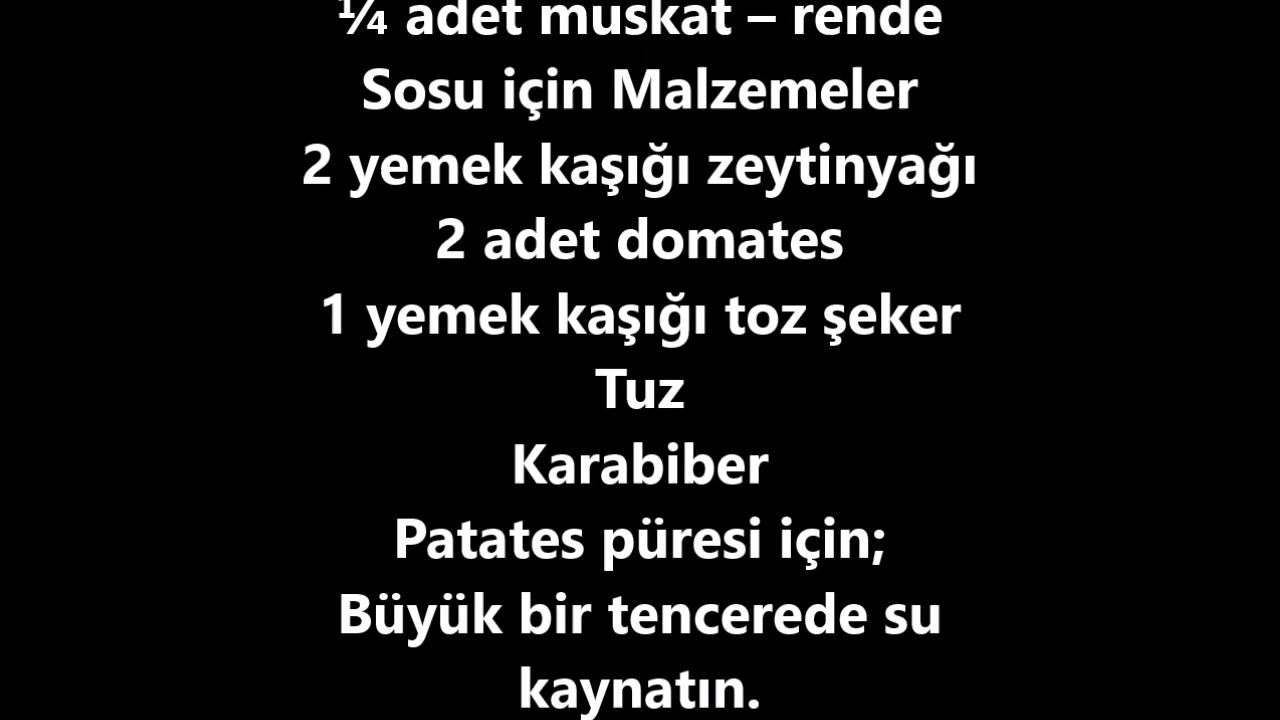 ¼ adet muskat – rende
Sosu için Malzemeler
2 yemek kaşığı zeytinyağı
2 adet domates
1 yemek kaşığı toz şeker
Tuz
Karabiber
Patates püresi için;
Büyük bir tencerede su
kaynatın.